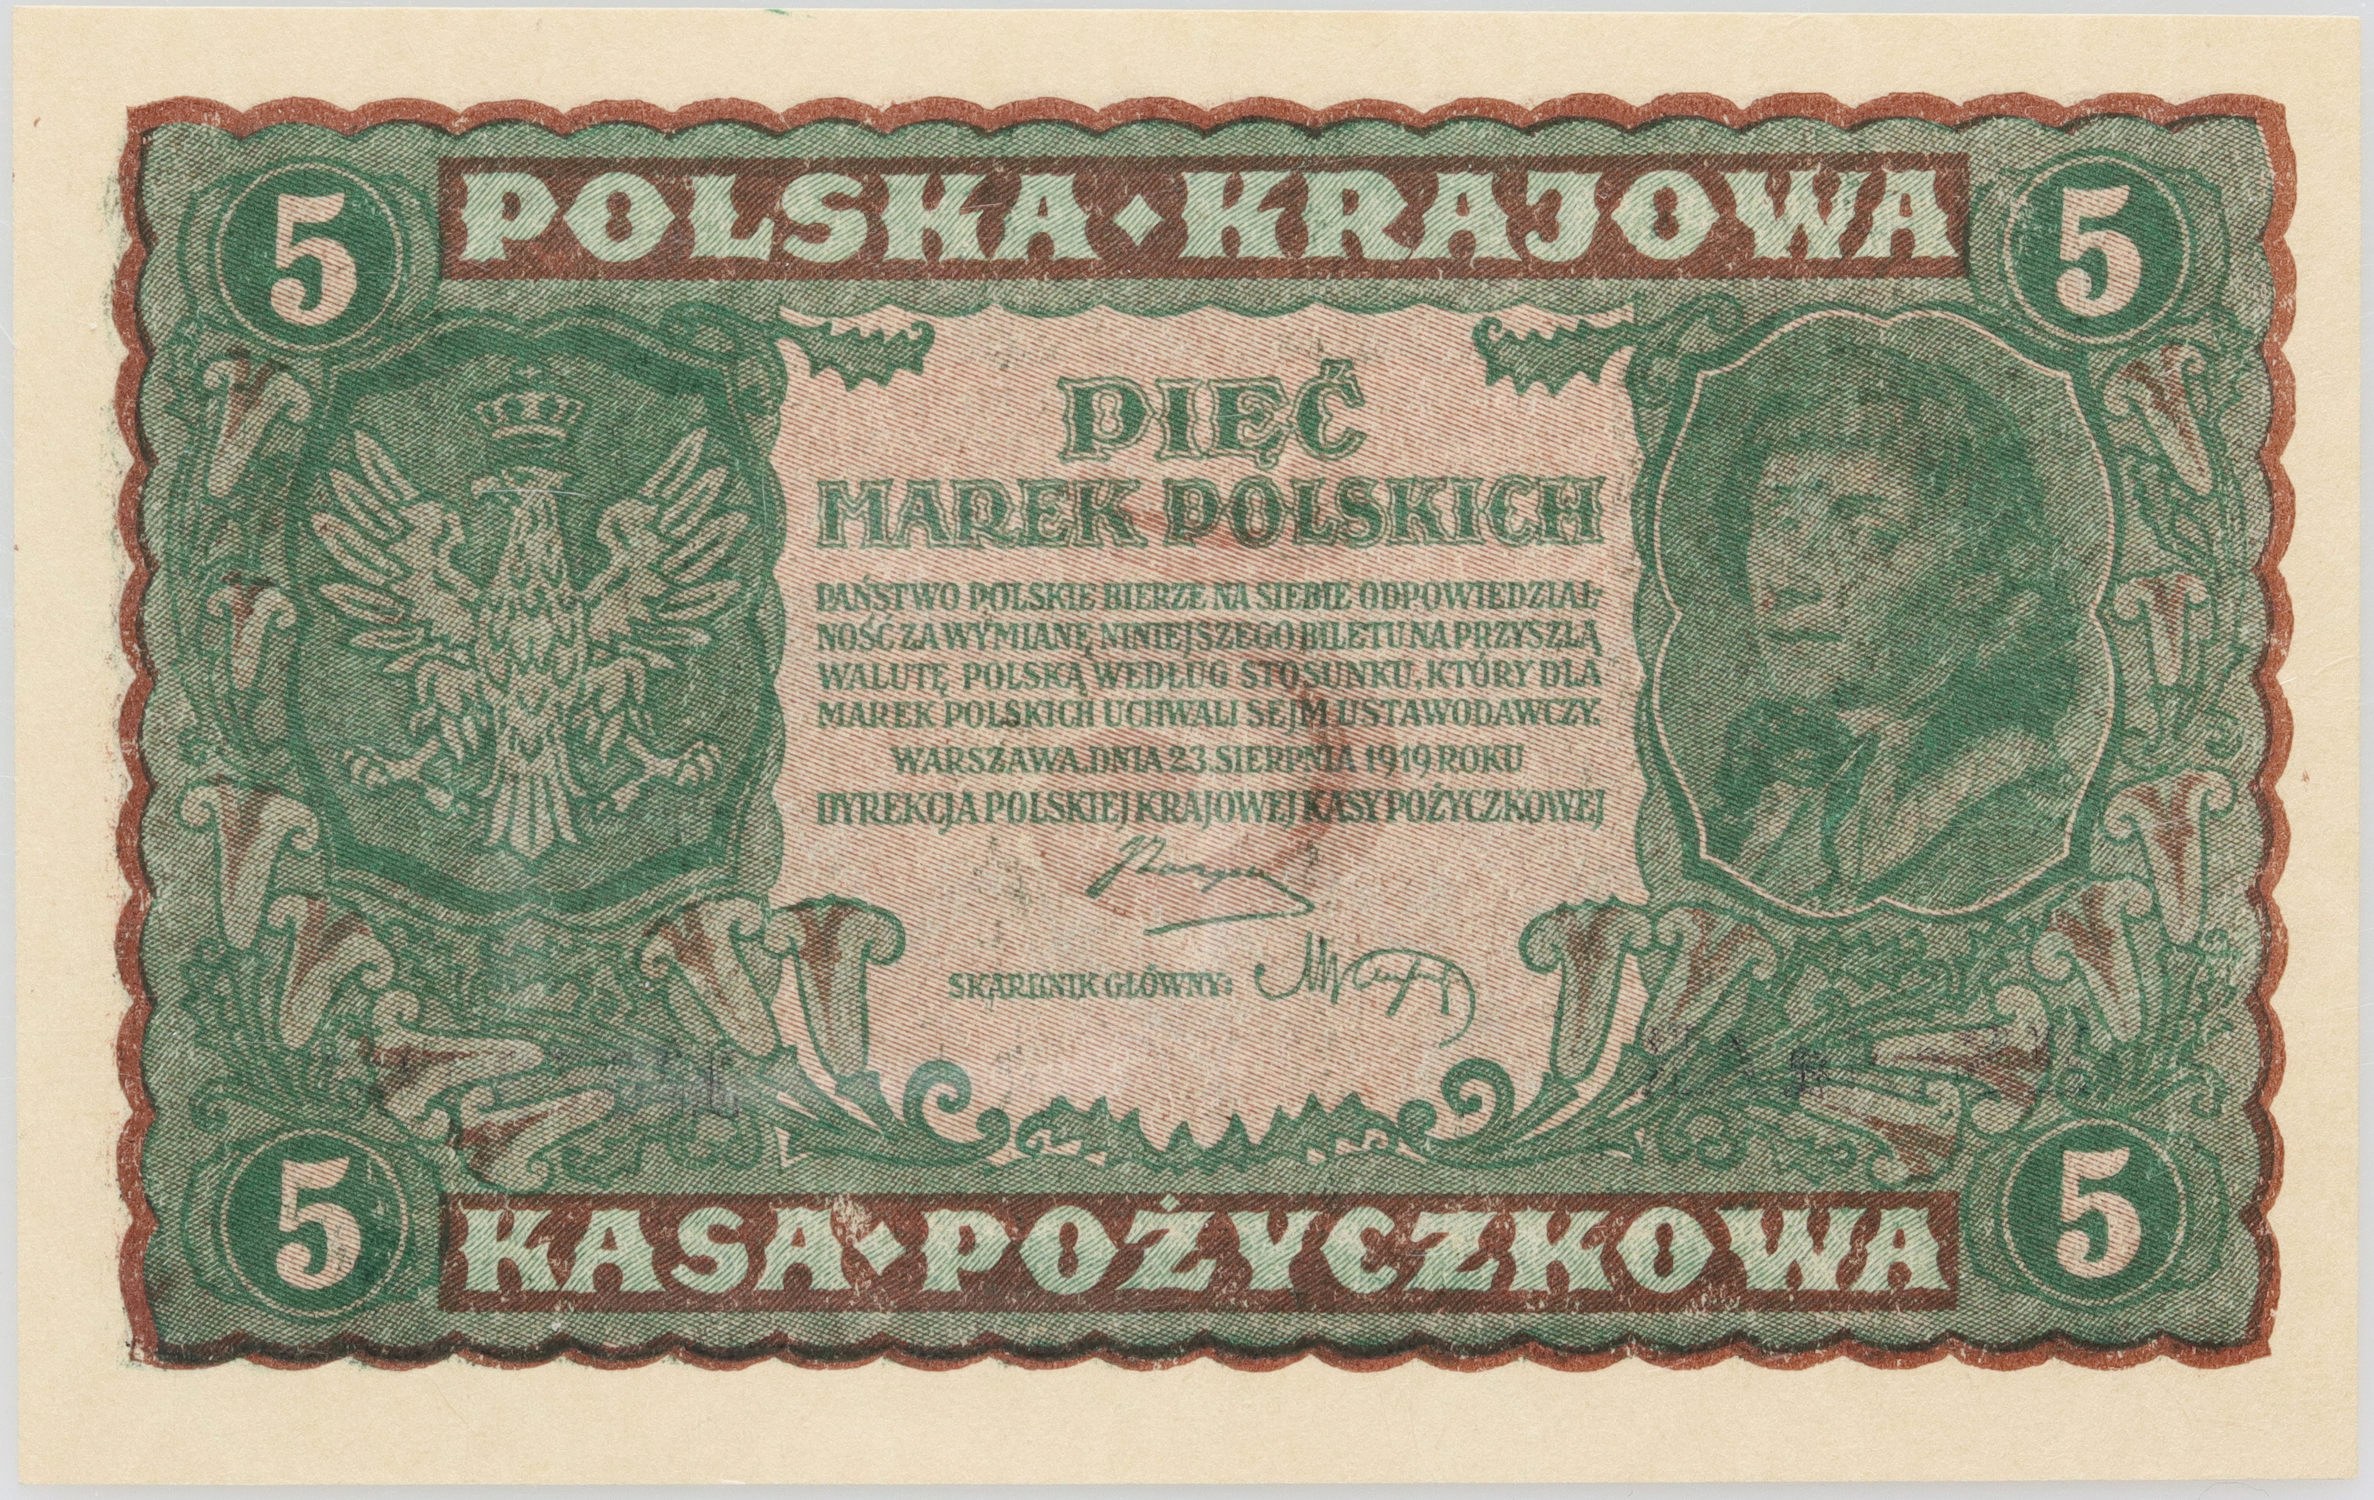 5 POLSKA • KRAJOWA 5
PIĘĆ
MAREK POLSKICH
PAŃSTWO POLSKIE BIERZE NA SIEBIE ODPOWIEDZIAL-
NOŚĆ ZA WYMIANĘ NINIEJSZEGO BILETU NA PRZYSZŁĄ
WALUTĘ POLSKĄ WEDŁUG STOSUNKU, KTÓRY DLA
MAREK POLSKICH UCHWALI SEJM USTAWODAWCZY.
WARSZAWA, DNIA 23. SIERPNIA 1919 ROKU
DYREKCJA POLSKIEJ KRAJOWEJ KASY POŻYCZKOWEJ
SKARBNIK GŁÓWNY:
5 KASA • POŻYCZKOWA 5